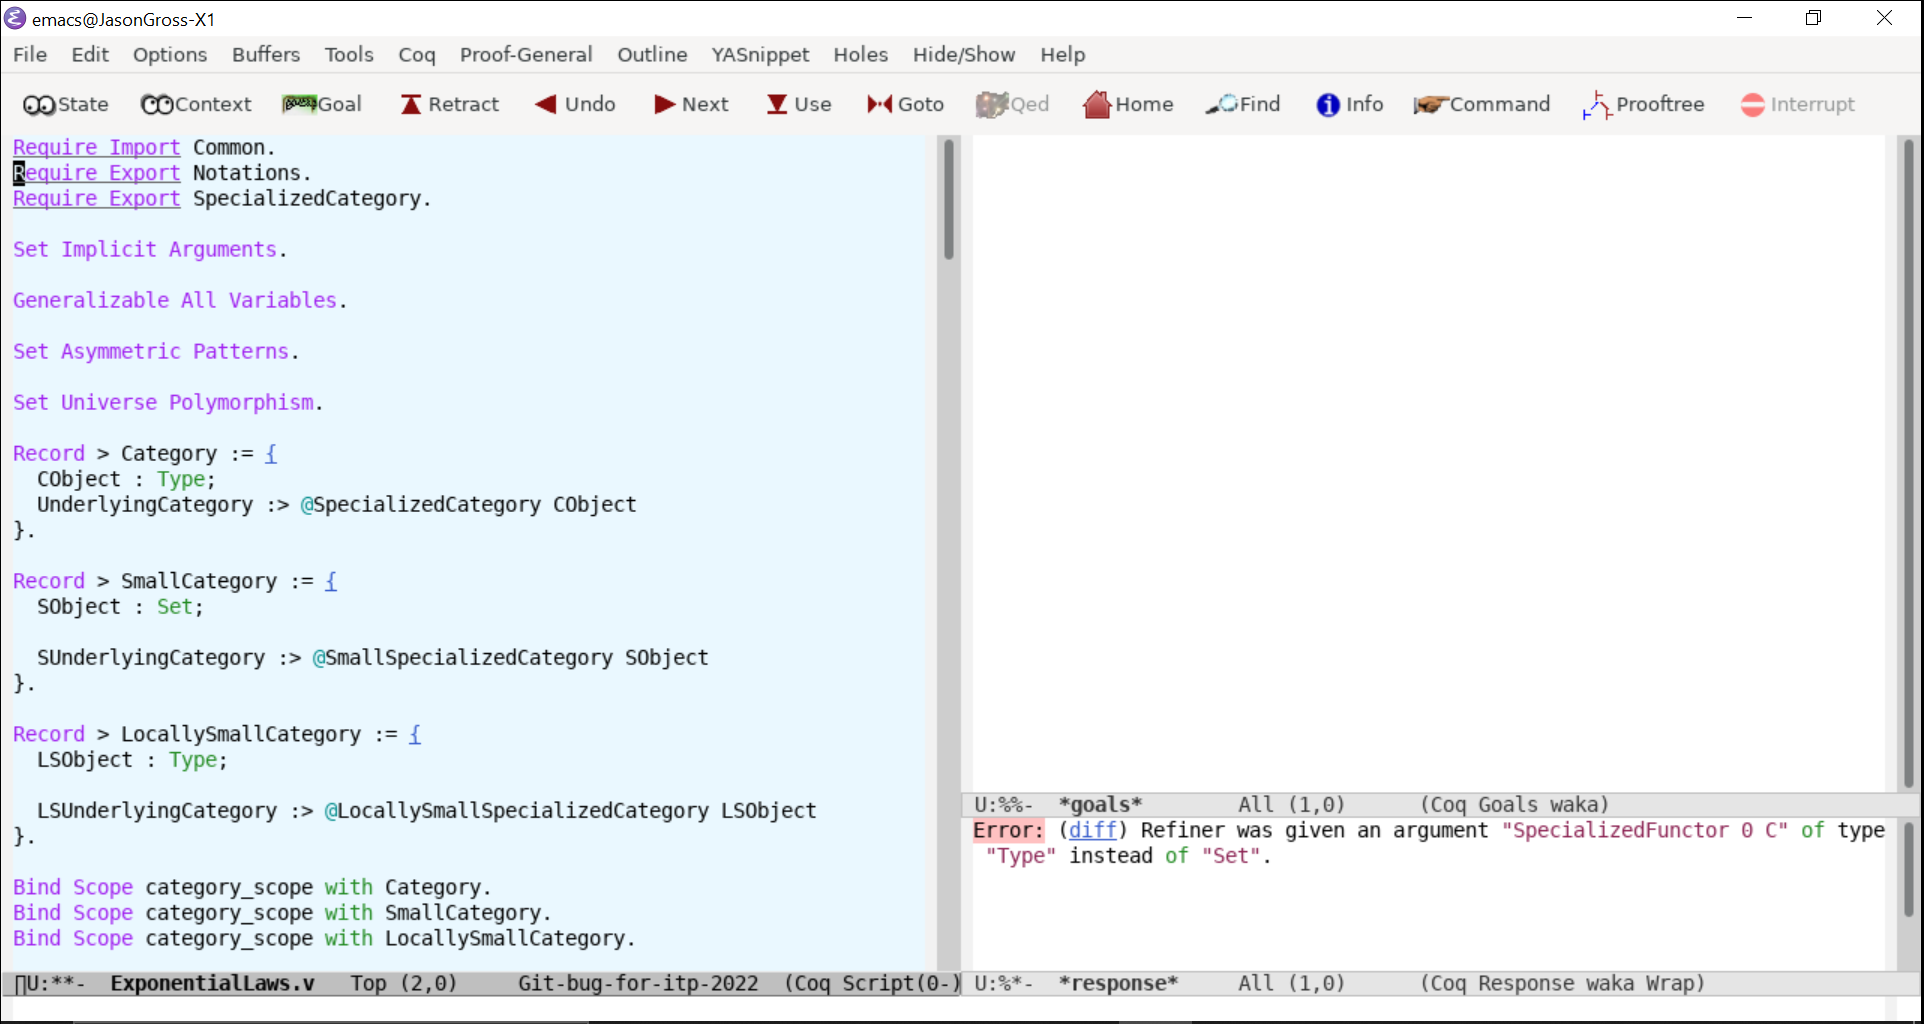 emacs@JasonGross-X1
File Edit Options Buffers Tools Coq Proof-General Outline YASnippet Holes Hide/Show Help
State Context Goal Retract Undo Next Use Goto Qed Home Find Info Command Prooftree Interrupt
Require Import Common.
Require Export Notations.
Require Export SpecializedCategory.
Set Implicit Arguments.
Generalizable All Variables.
Set Asymmetric Patterns.
Set Universe Polymorphism.
Record > Category := {
CObject : Type;
UnderlyingCategory :> @SpecializedCategory CObject
}.
Record > SmallCategory := {
SObject : Set;
SUnderlyingCategory :> @SmallSpecializedCategory SObject
}.
Record > LocallySmallCategory := {
LSObject : Type;
LSUnderlyingCategory :> @LocallySmallSpecializedCategory LSObject
}.
Bind Scope category_scope with Category.
Bind Scope category_scope with SmallCategory.
Bind Scope category_scope with LocallySmallCategory.
U:**- ExponentialLaws.v Top (2,0) Git-bug-for-itp-2022 (Coq Script(0-)
U:%%- *goals* All (1,0) (Coq Goals waka)
Error: (diff) Refiner was given an argument "SpecializedFunctor 0 C" of type
"Type" instead of "Set".
U:%*- *response* All (1,0) (Coq Response waka Wrap)